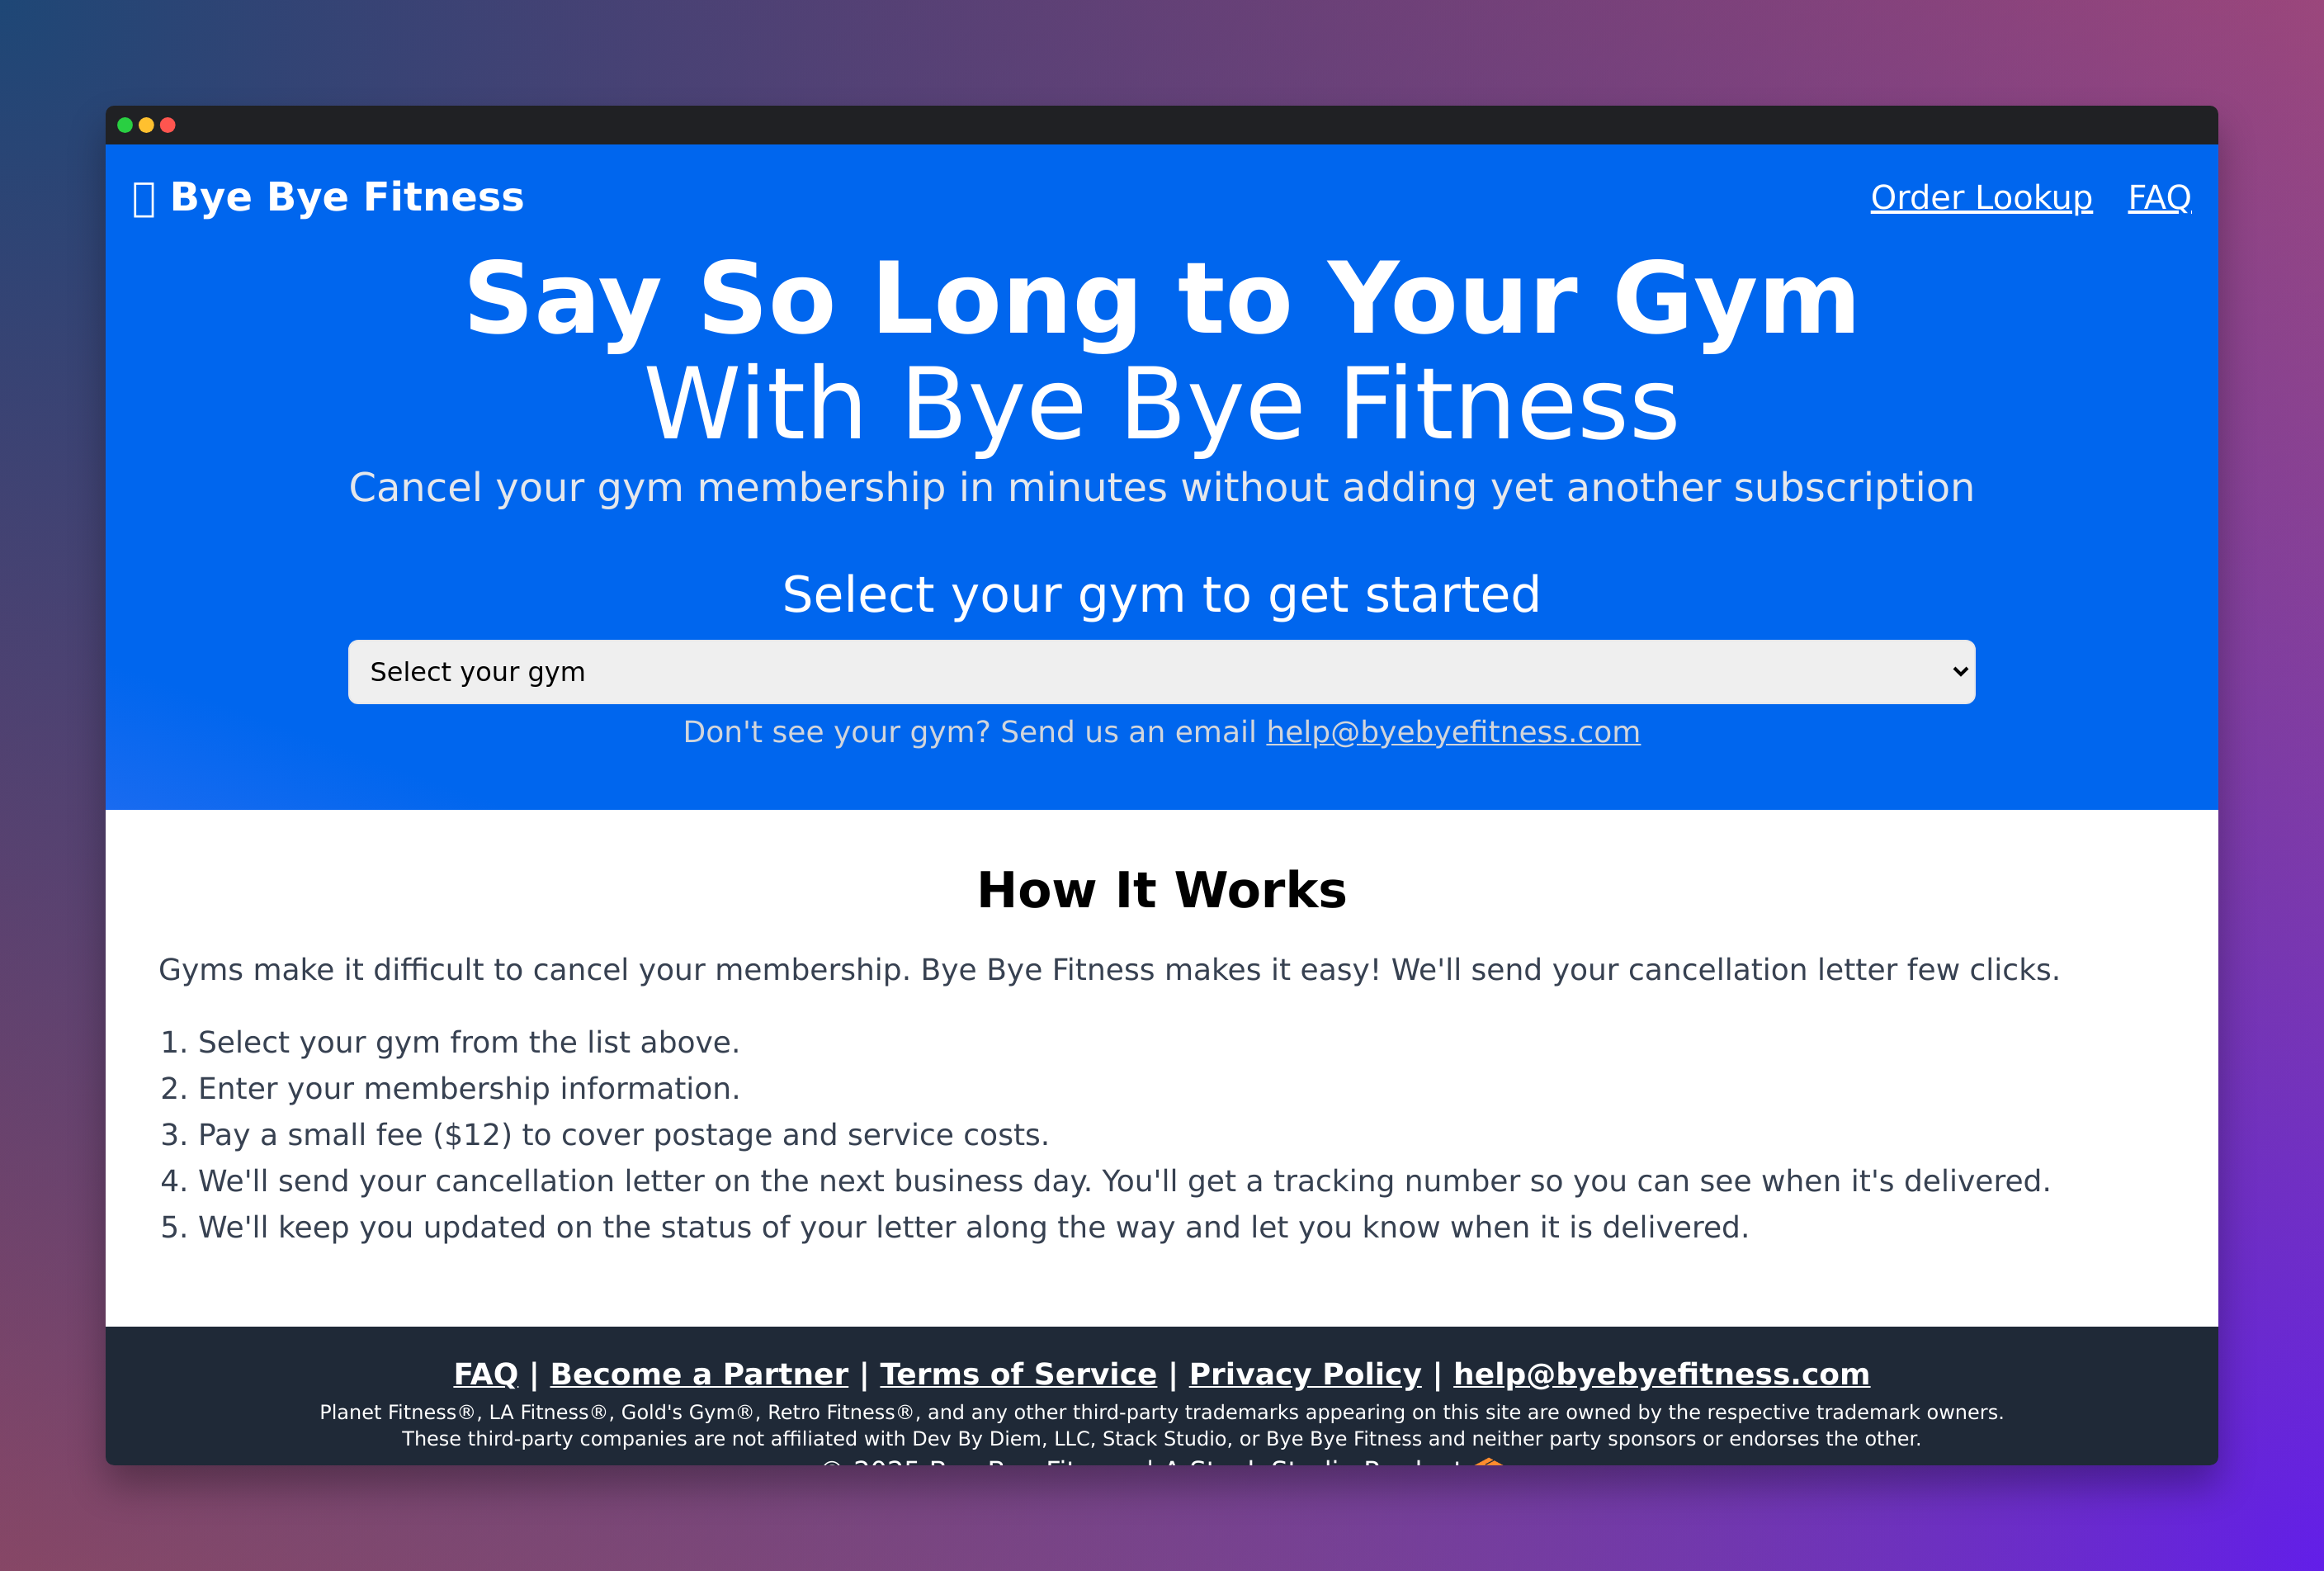 Bye Bye Fitness
Order Lookup FAQ
Say So Long to Your Gym
With Bye Bye Fitness
Cancel your gym membership in minutes without adding yet another subscription
Select your gym to get started
Select your gym
Don't see your gym? Send us an email help@byebyefitness.com
How It Works
Gyms make it difficult to cancel your membership. Bye Bye Fitness makes it easy! We'll send your cancellation letter few clicks.
1. Select your gym from the list above.
2. Enter your membership information.
3. Pay a small fee ($12) to cover postage and service costs.
4. We'll send your cancellation letter on the next business day. You'll get a tracking number so you can see when it's delivered.
5. We'll keep you updated on the status of your letter along the way and let you know when it is delivered.
FAQ | Become a Partner | Terms of Service | Privacy Policy | help@byebyefitness.com
Planet Fitness®, LA Fitness®, Gold's Gym®, Retro Fitness®, and any other third-party trademarks appearing on this site are owned by the respective trademark owners.
These third-party companies are not affiliated with Dev By Diem, LLC, Stack Studio, or Bye Bye Fitness and neither party sponsors or endorses the other.
© 2025 Bye Bye Fitness | A Stack Studio Product